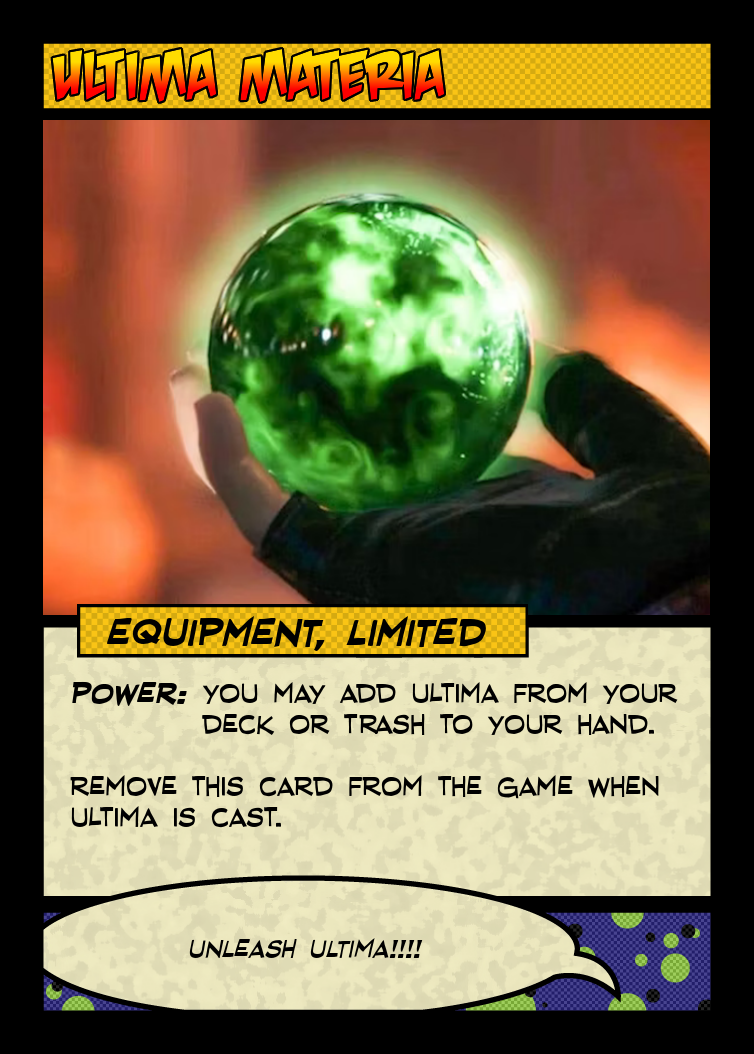 ULTIMA MATERIA
EQUIPMENT, LIMITED
POWER: YOU MAY ADD ULTIMA FROM YOUR
DECK OR TRASH TO YOUR HAND.
REMOVE THIS CARD FROM THE GAME WHEN
ULTIMA IS CAST.
UNLEASH ULTIMA!!!!